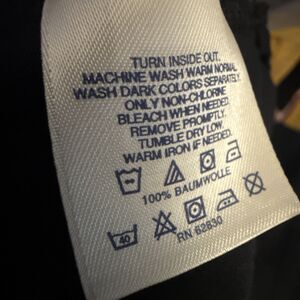 TURN INSIDE OUT.
MACHINE WASH WARM NORMAL.
WASH DARK COLORS SEPARATELY.
ONLY NON-CHLORINE
BLEACH WHEN NEEDED.
REMOVE PROMPTLY.
TUMBLE DRY LOW.
WARM IRON IF NEEDED.
100% BAUMWOLLE
40
RN 62630